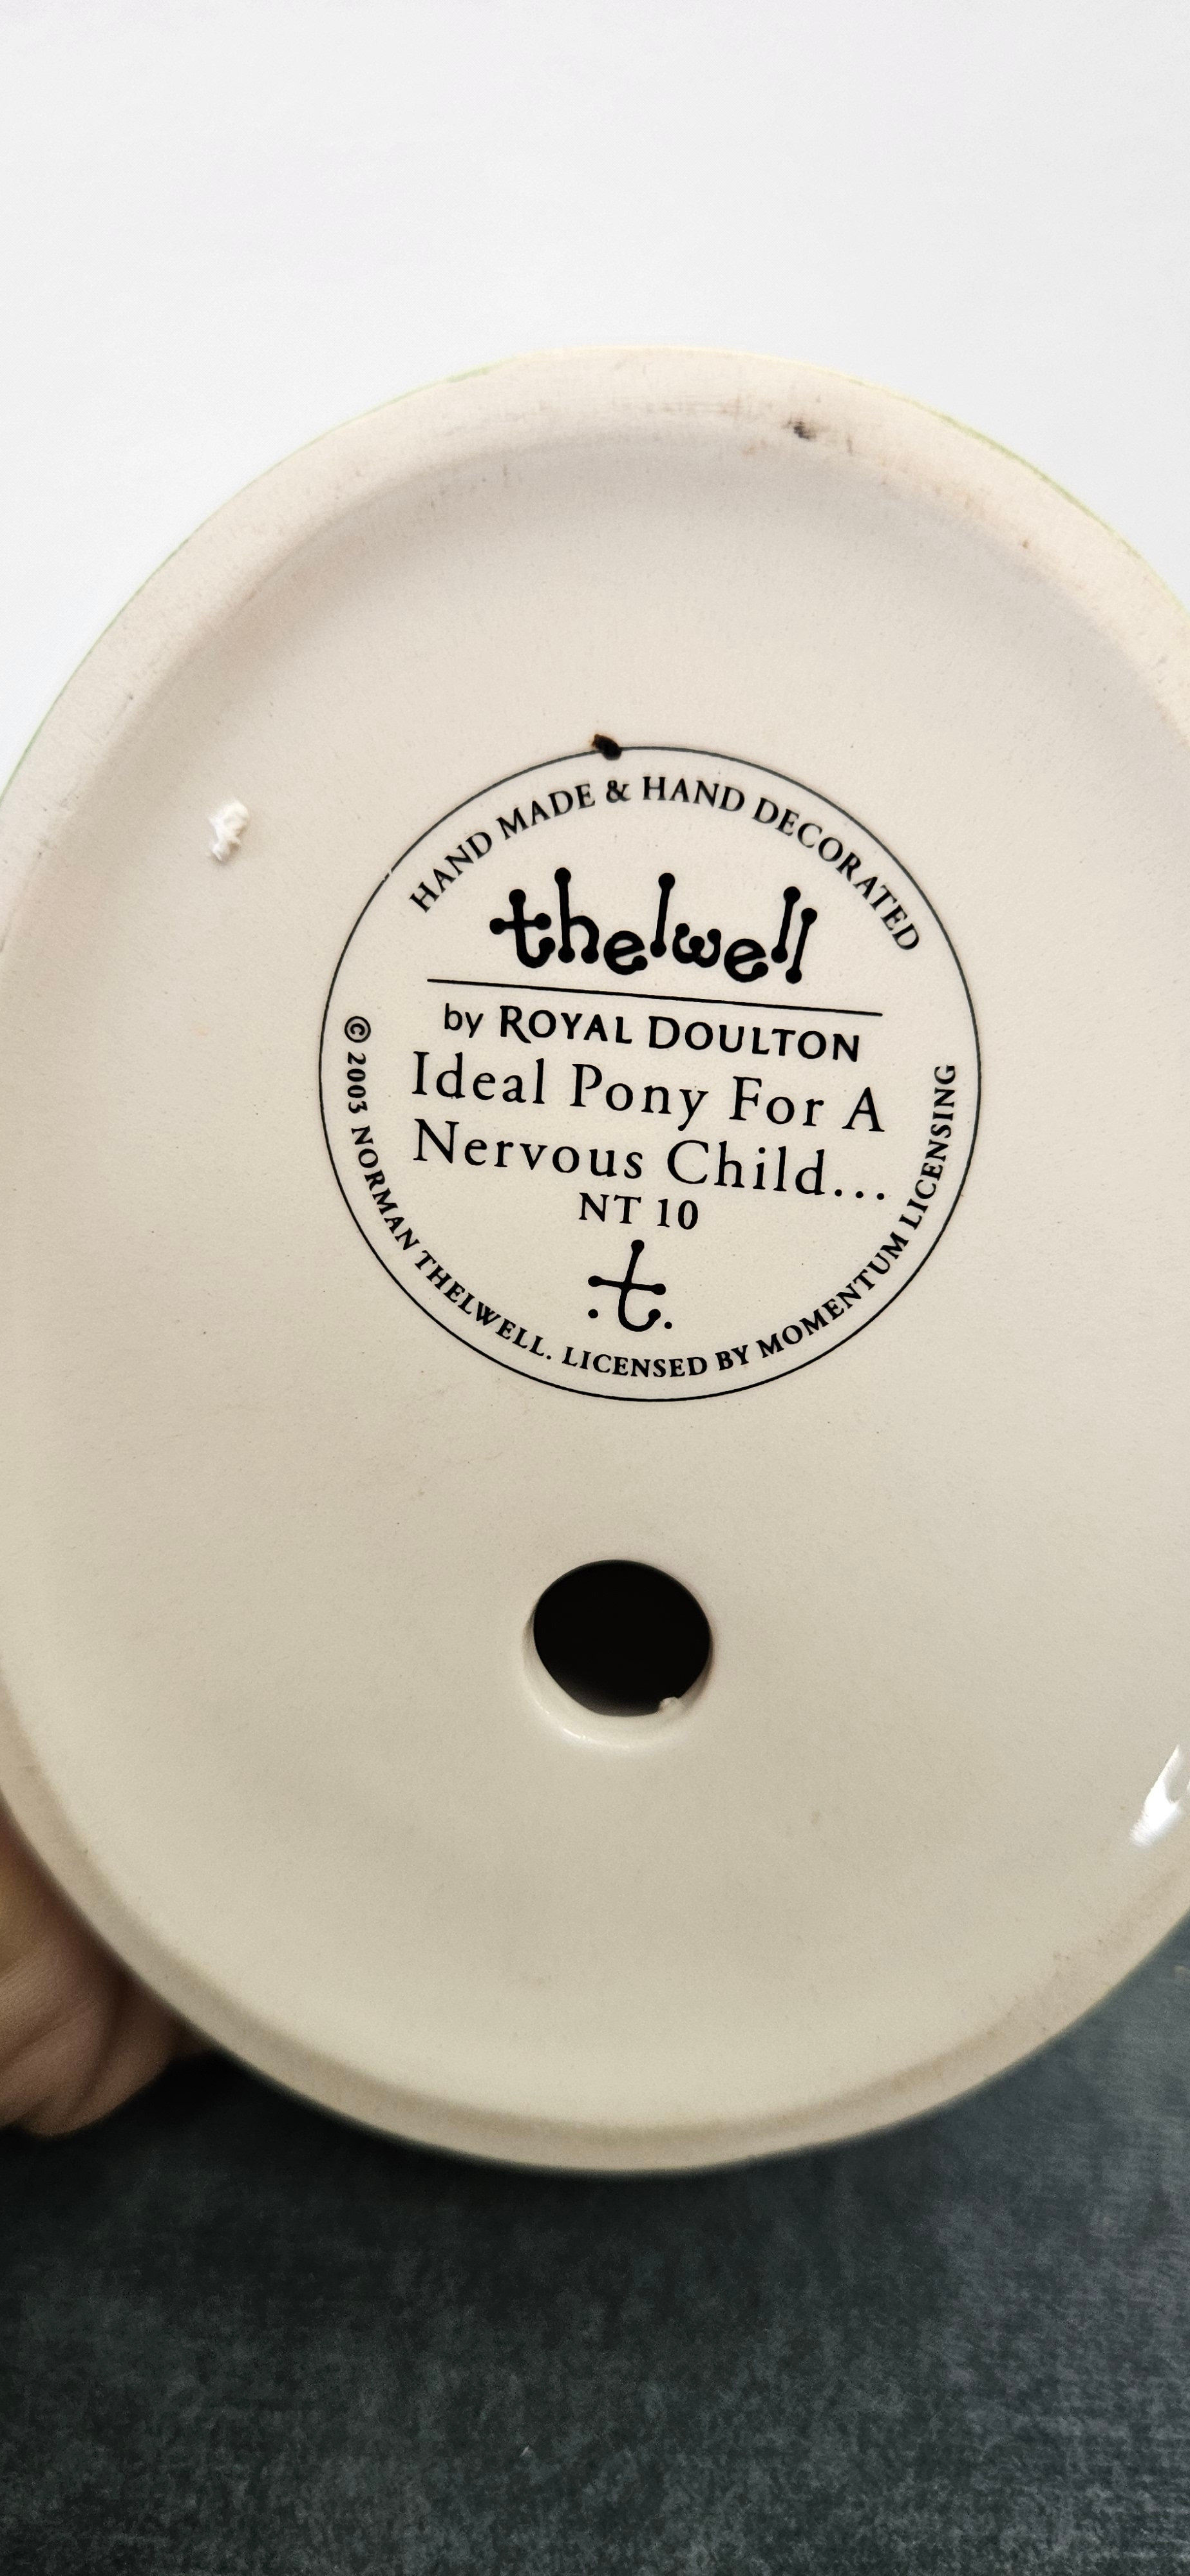 HAND MADE & HAND DECORATED
thelwell
by ROYAL DOULTON
Ideal Pony For A
Nervous Child...
NT 10
.t.
© 2003 NORMAN THELWELL. LICENSED BY MOMENTUM LICENSING